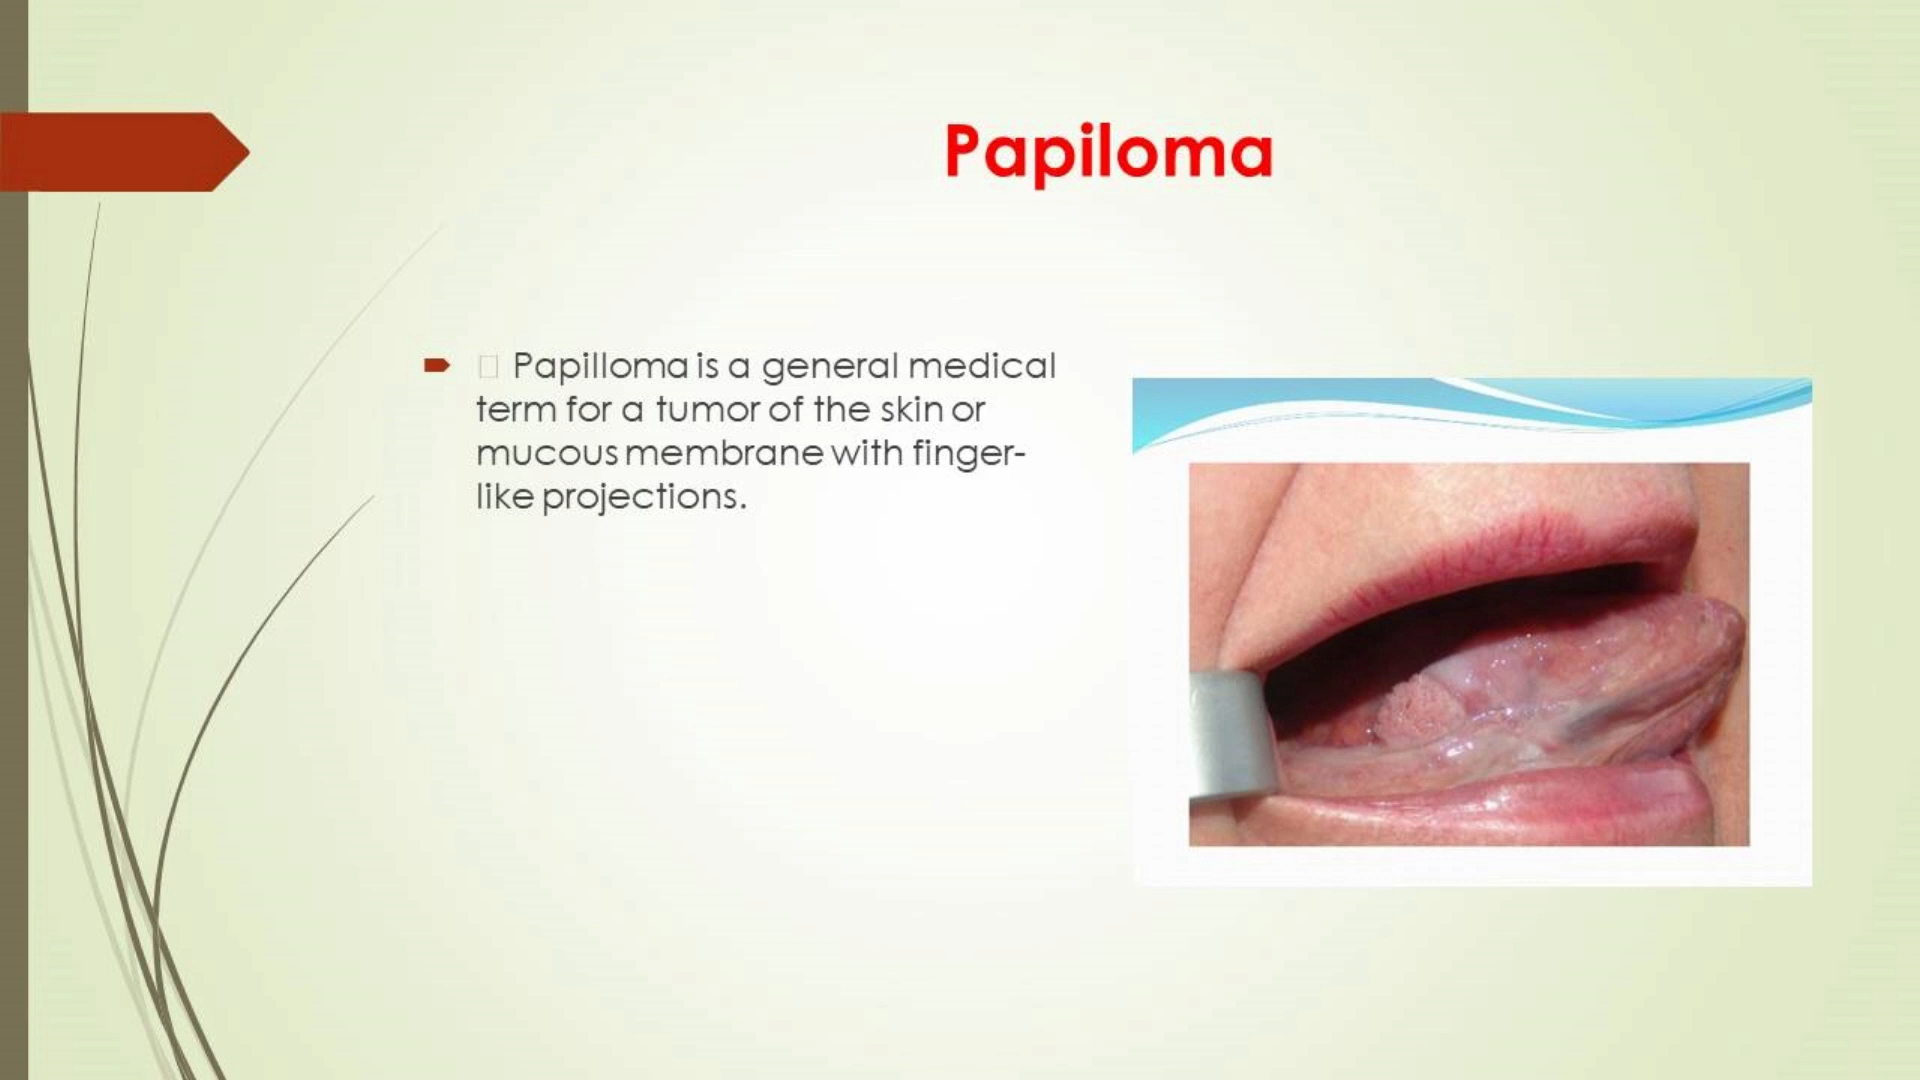 Papiloma
Papilloma is a general medical
term for a tumor of the skin or
mucous membrane with finger-
like projections.